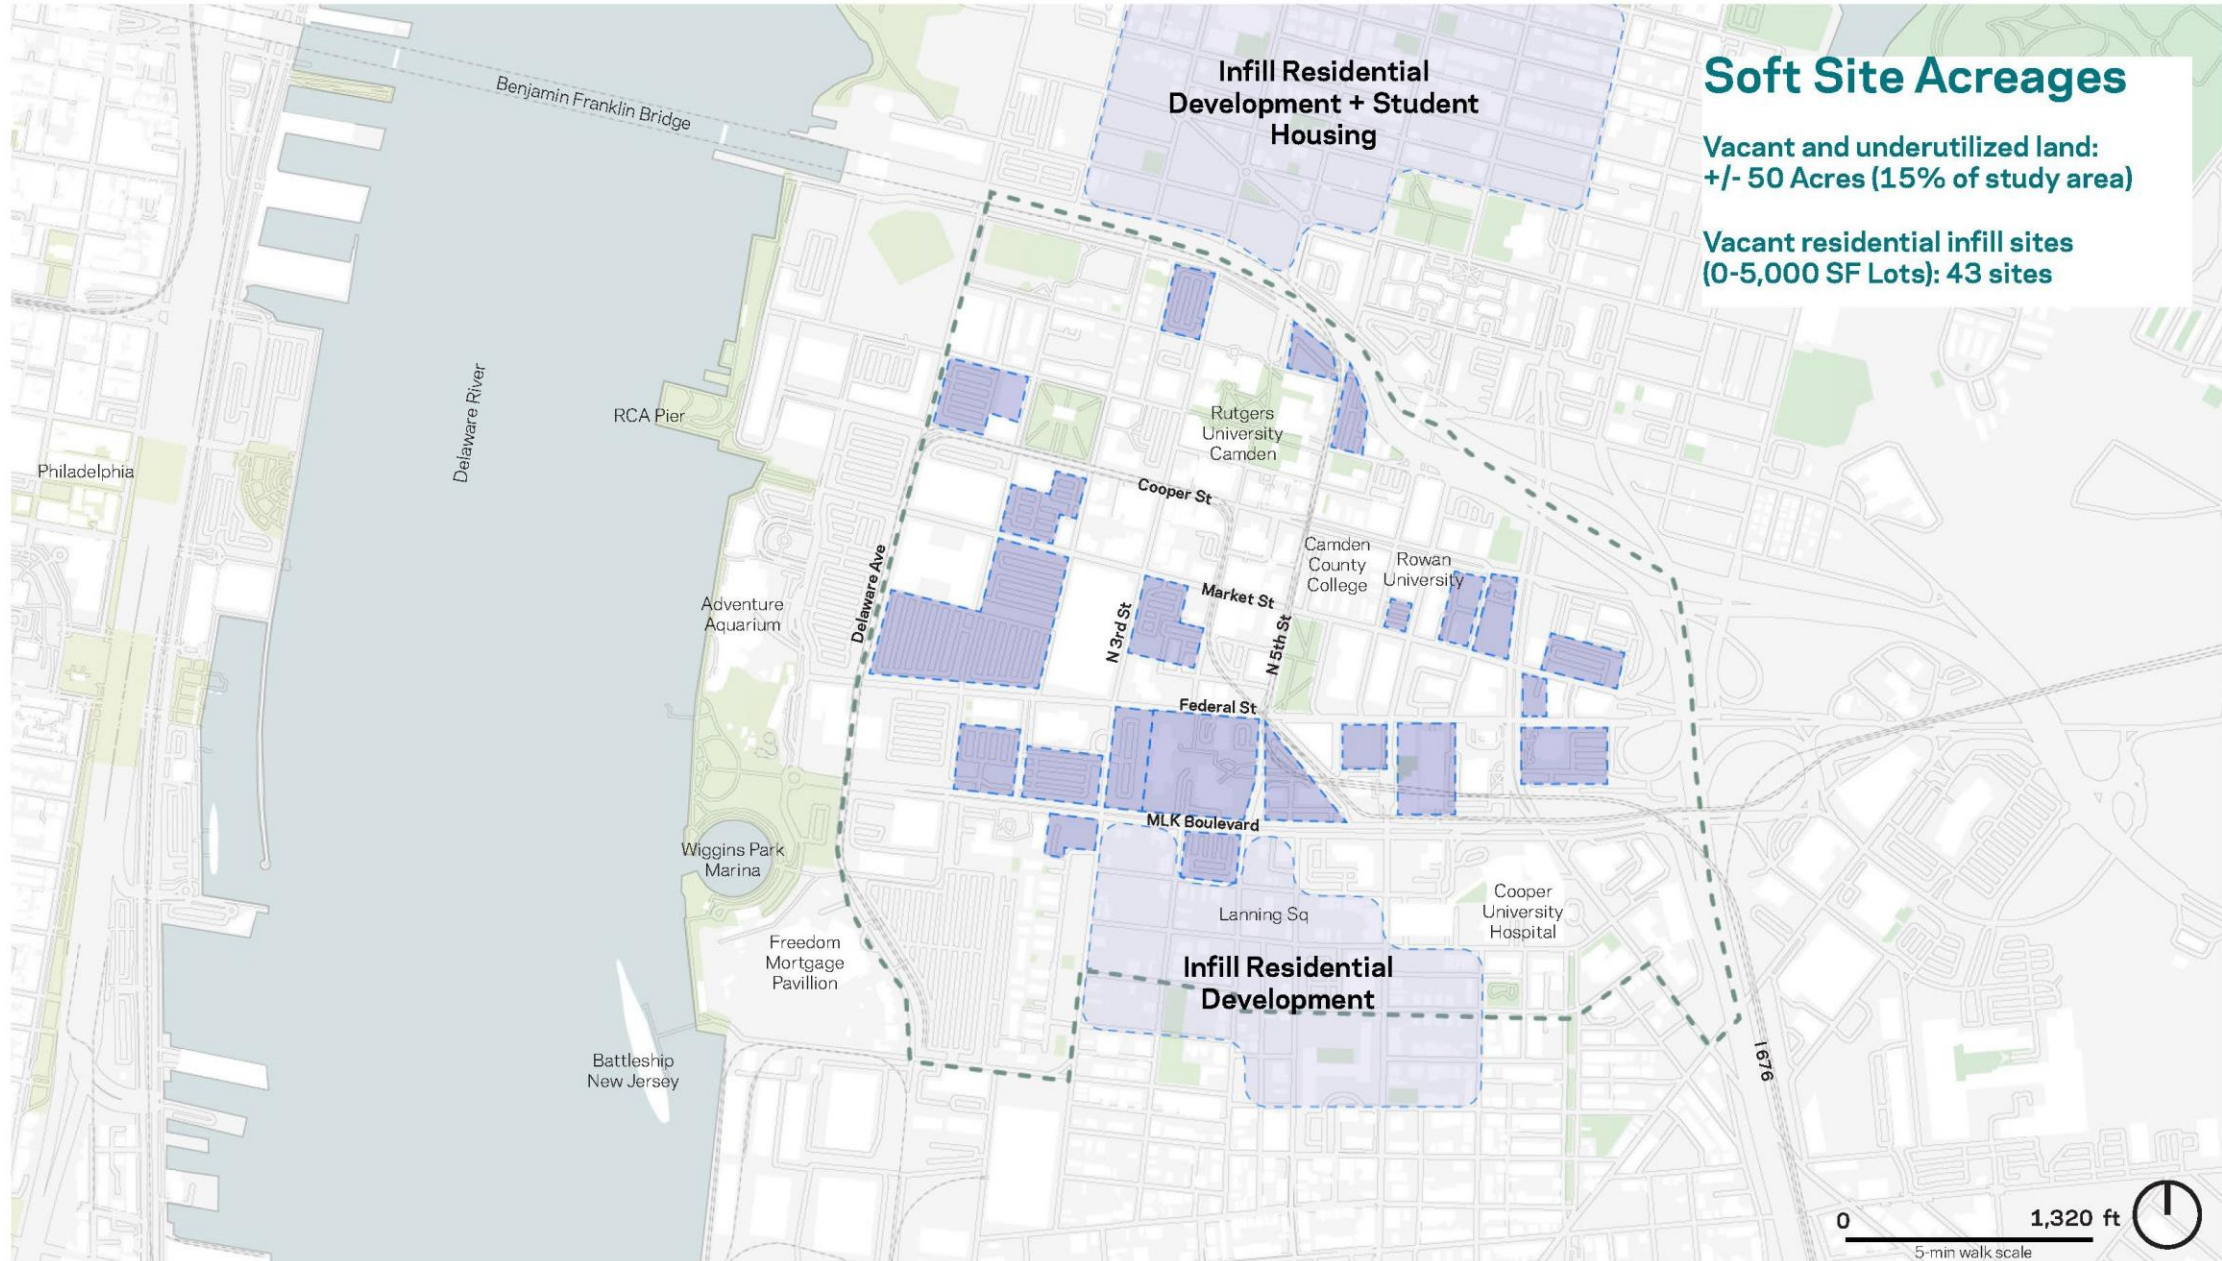 Soft Site Acreages
Vacant and underutilized land:
+/- 50 Acres (15% of study area)
Vacant residential infill sites
(0-5,000 SF Lots): 43 sites
Infill Residential
Development + Student
Housing
Benjamin Franklin Bridge
Delaware River
Philadelphia
RCA Pier
Rutgers
University
Camden
Cooper St
Camden
County
College
Rowan
University
Delaware Ave
Adventure
Aquarium
Market St
N 3rd St
N 5th St
Federal St
MLK Boulevard
Wiggins Park
Marina
Lanning Sq
Cooper
University
Hospital
Freedom
Mortgage
Pavillion
Infill Residential
Development
Battleship
New Jersey
I 676
0
1,320 ft
5-min walk scale